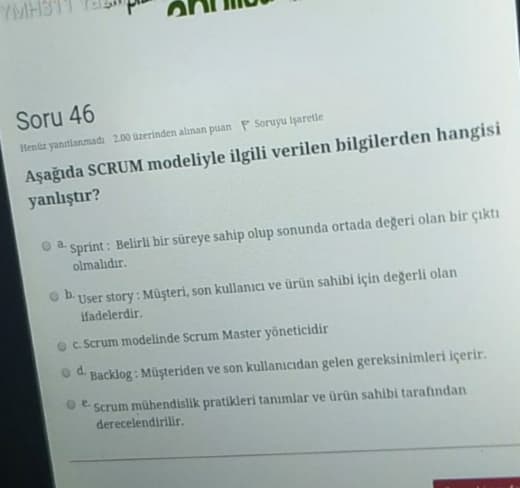 Soru 46
Henüz yanıtlanmadı 2.00 üzerinden alınan puan Soruyu işaretle
Aşağıda SCRUM modeliyle ilgili verilen bilgilerden hangisi
yanlıştır?
a. Sprint : Belirli bir süreye sahip olup sonunda ortada değeri olan bir çıktı
olmalıdır.
b. User story : Müşteri, son kullanıcı ve ürün sahibi için değerli olan
ifadelerdir.
c. Scrum modelinde Scrum Master yöneticidir
d. Backlog : Müşteriden ve son kullanıcıdan gelen gereksinimleri içerir.
e. Scrum mühendislik pratikleri tanımlar ve ürün sahibi tarafından
derecelendirilir.